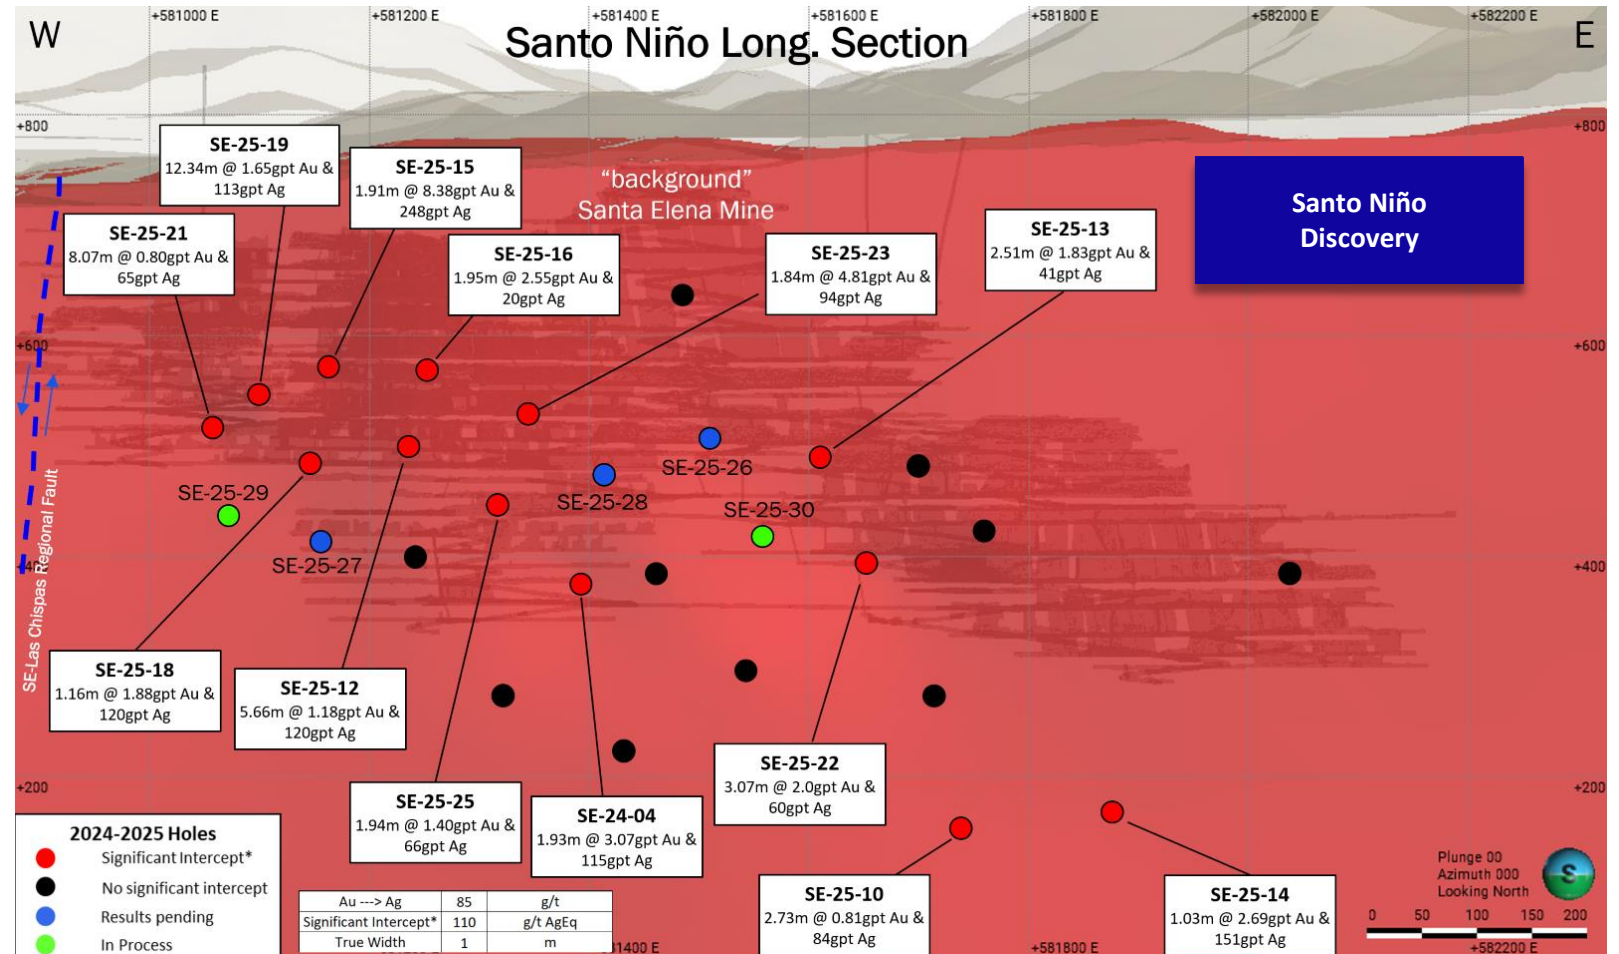 W
+581000 E
+581200 E
+581400 E
+581600 E
+581800 E
+582000 E
+582200 E
E
Santo Niño Long. Section
+800
+800
SE-25-19
12.34m @ 1.65gpt Au &
113gpt Ag
SE-25-15
1.91m @ 8.38gpt Au &
248gpt Ag
"background"
Santa Elena Mine
Santo Niño
Discovery
SE-25-21
8.07m @ 0.80gpt Au &
65gpt Ag
SE-25-16
1.95m @ 2.55gpt Au &
20gpt Ag
SE-25-23
1.84m @ 4.81gpt Au &
94gpt Ag
SE-25-13
2.51m @ 1.83gpt Au &
41gpt Ag
+600
+600
SE-25-26
SE-25-29
SE-25-28
SE-25-30
SE-25-27
+400
+400
SE-Las Chispas Regional Fault
SE-25-18
1.16m @ 1.88gpt Au &
120gpt Ag
SE-25-12
5.66m @ 1.18gpt Au &
120gpt Ag
SE-25-25
1.94m @ 1.40gpt Au &
66gpt Ag
SE-24-04
1.93m @ 3.07gpt Au &
115gpt Ag
SE-25-22
3.07m @ 2.0gpt Au &
60gpt Ag
+200
+200
SE-25-10
2.73m @ 0.81gpt Au &
84gpt Ag
SE-25-14
1.03m @ 2.69gpt Au &
151gpt Ag
2024-2025 Holes
Significant Intercept*
No significant intercept
Results pending
In Process
Au ---> Ag 85 g/t
Significant Intercept* 110 g/t AgEq
True Width 1 m
Plunge 00
Azimuth 000
Looking North
S
0 50 100 150 200
81400 E
+581800 E
+582200 E